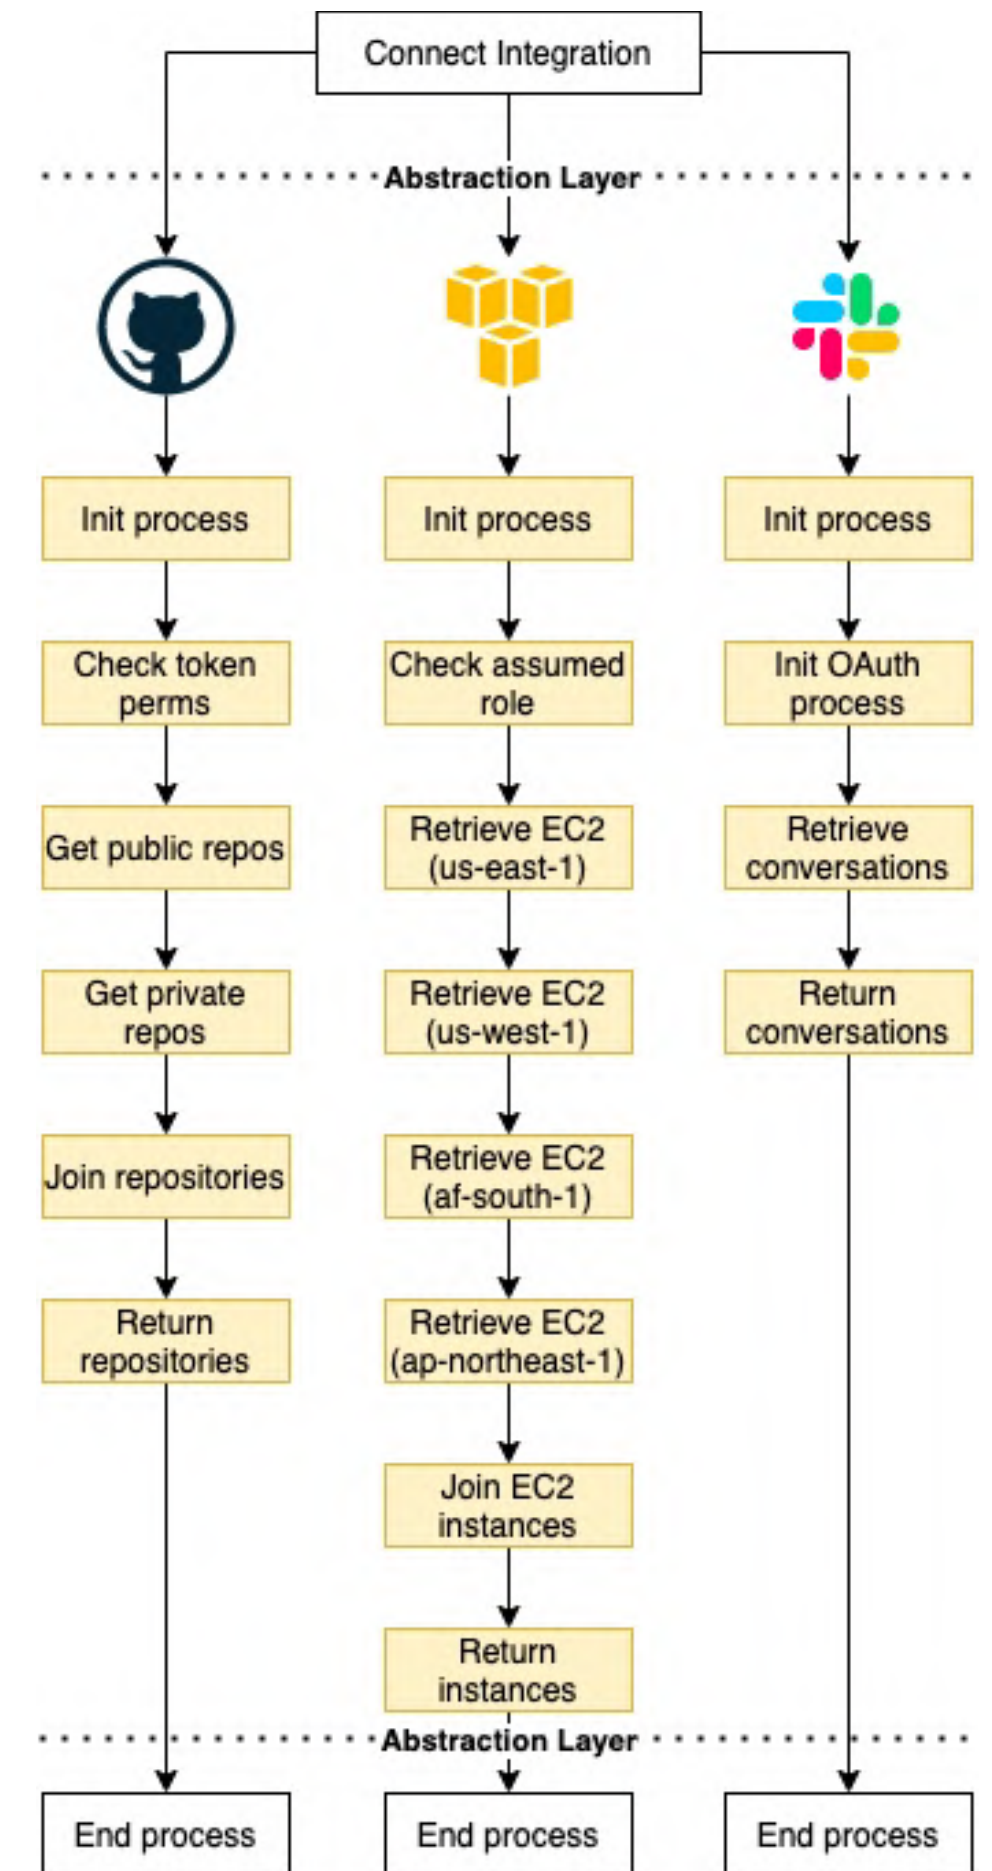 Connect Integration
Abstraction Layer
Init process
Init process
Init process
Check token
perms
Check assumed
role
Init OAuth
process
Get public repos
Retrieve EC2
(us-east-1)
Retrieve
conversations
Get private
repos
Retrieve EC2
(us-west-1)
Return
conversations
Join repositories
Retrieve EC2
(af-south-1)
Return
repositories
Retrieve EC2
(ap-northeast-1)
Join EC2
instances
Return
instances
Abstraction Layer
End process
End process
End process